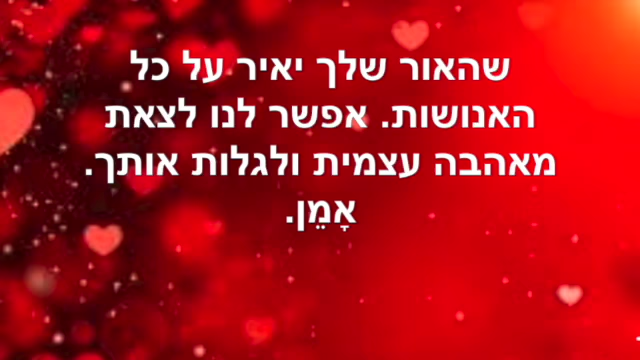 שהאור שלך יאיר על כל
האנושות. אפשר לנו לצאת
מאהבה עצמית ולגלות אותך.
אָמֵן.